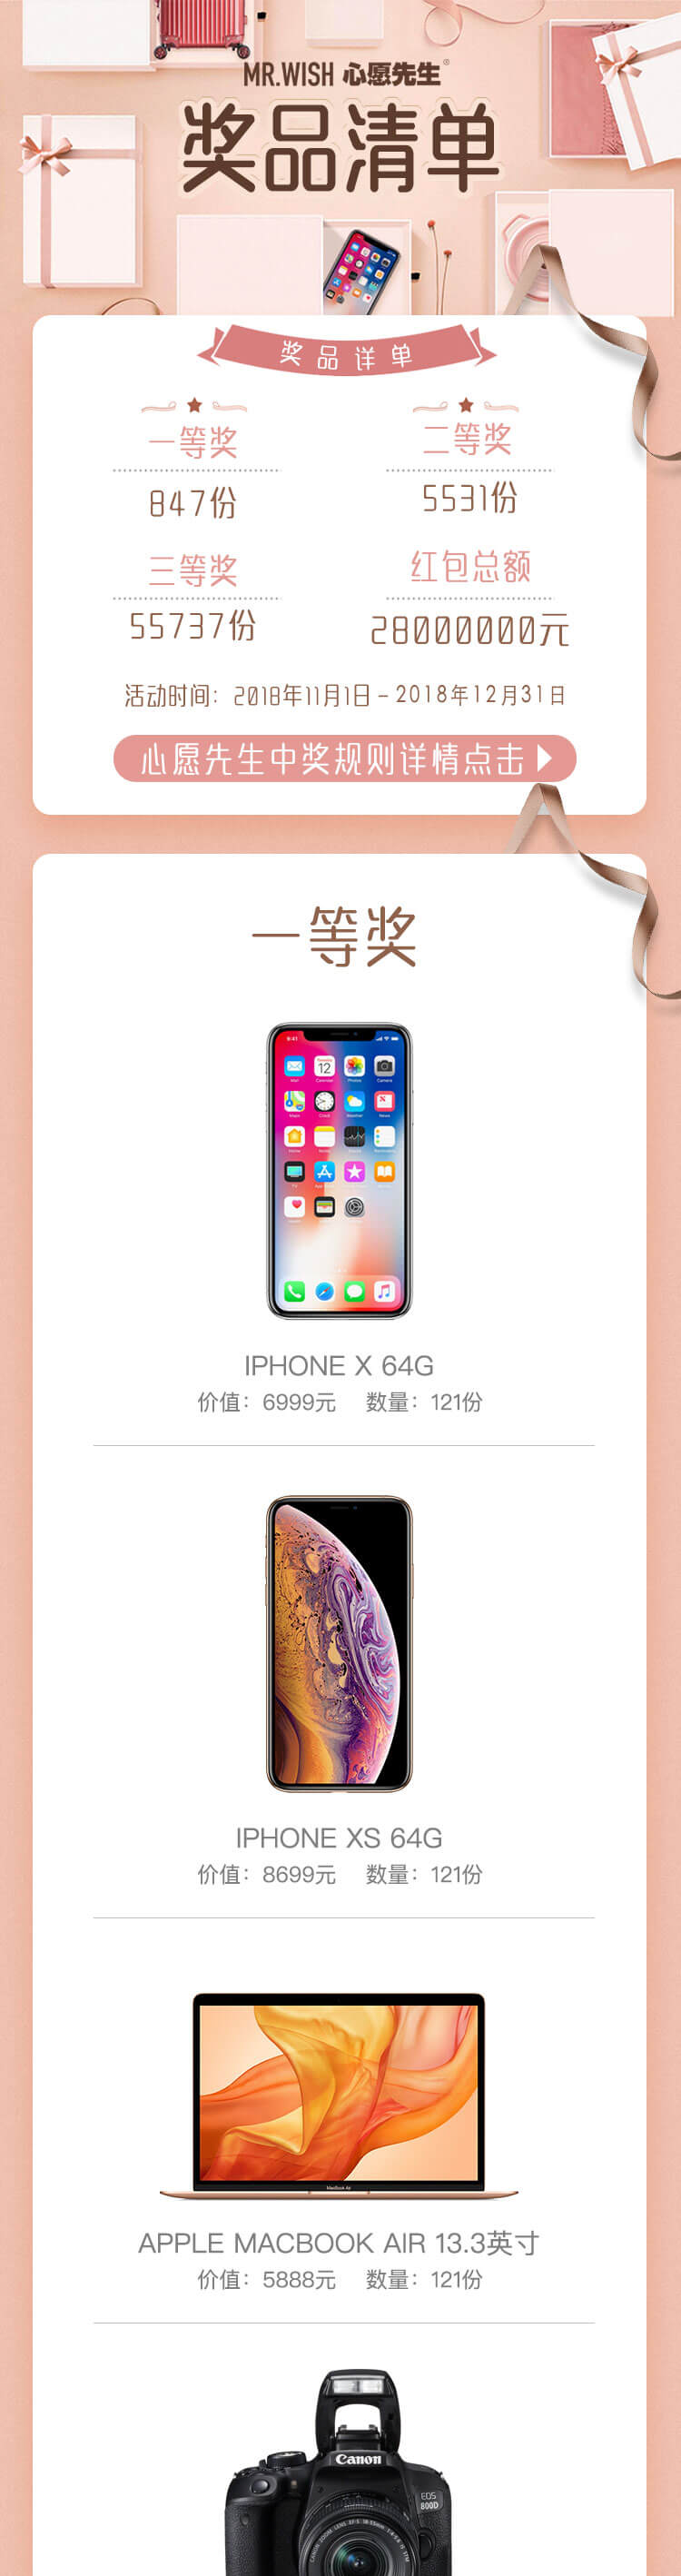 MR.WISH 心愿先生®
奖品清单
奖品详单
一等奖
847份
二等奖
5531份
三等奖
55737份
红包总额
28000000元
活动时间：2018年11月1日－2018年12月31日
心愿先生中奖规则详情点击
一等奖
9:41
12
IPHONE X 64G
价值：6999元 数量：121份
IPHONE XS 64G
价值：8699元 数量：121份
MacBook Air
APPLE MACBOOK AIR 13.3英寸
价值：5888元 数量：121份
Canon
EOS
800D